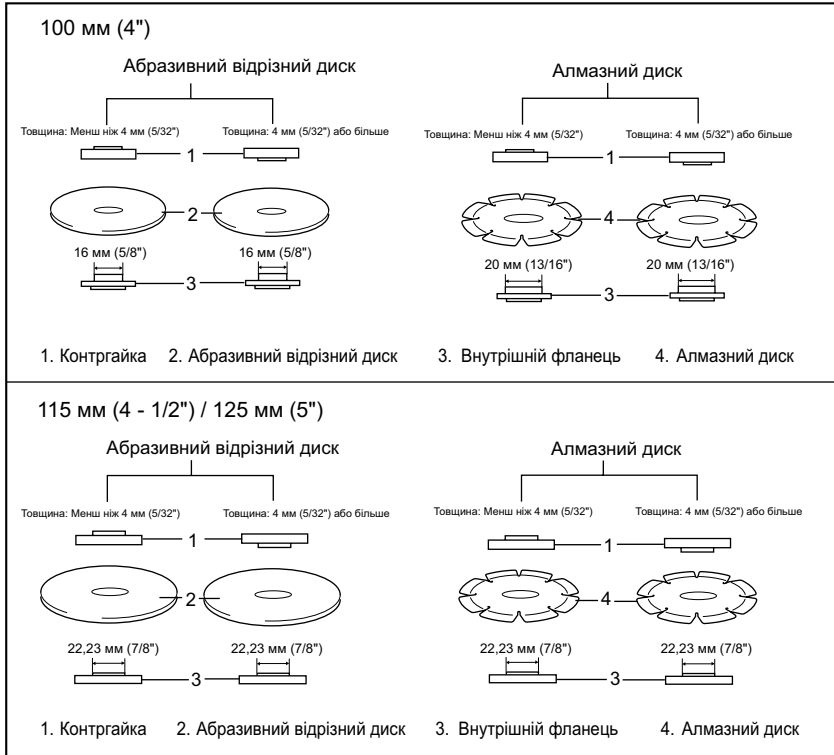 100 мм (4")
Абразивний відрізний диск
Алмазний диск
Товщина: Менш ніж 4 мм (5/32")
Товщина: 4 мм (5/32") або більше
Товщина: Менш ніж 4 мм (5/32")
Товщина: 4 мм (5/32") або більше
1
1
2
4
16 мм (5/8")
16 мм (5/8")
20 мм (13/16")
20 мм (13/16")
3
3
1. Контргайка 2. Абразивний відрізний диск 3. Внутрішній фланець 4. Алмазний диск
115 мм (4 - 1/2") / 125 мм (5")
Абразивний відрізний диск
Алмазний диск
Товщина: Менш ніж 4 мм (5/32")
Товщина: 4 мм (5/32") або більше
Товщина: Менш ніж 4 мм (5/32")
Товщина: 4 мм (5/32") або більше
1
1
2
4
22,23 мм (7/8")
22,23 мм (7/8")
22,23 мм (7/8")
22,23 мм (7/8")
3
3
1. Контргайка 2. Абразивний відрізний диск 3. Внутрішній фланець 4. Алмазний диск